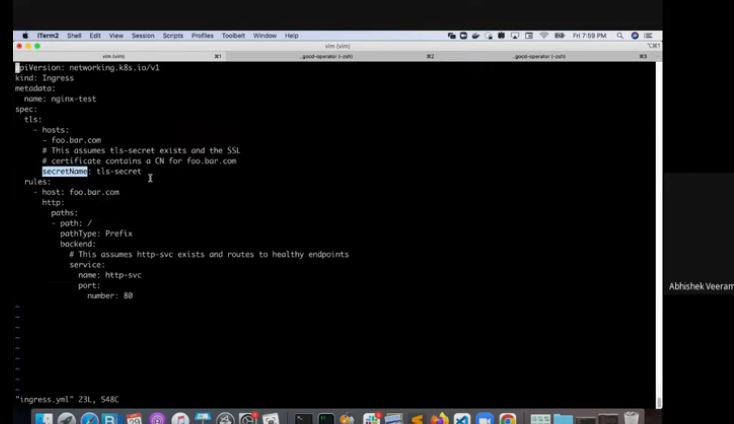 iTerm2 Shell Edit View Session Scripts Profiles Toolbelt Window Help Fri 7:59 PM
vim (vim)
vim (vim) ⌘1 ..good-operator (-zsh) ⌘2 ..good-operator (-zsh) ⌘3
apiVersion: networking.k8s.io/v1
kind: Ingress
metadata:
name: nginx-test
spec:
tls:
- hosts:
- foo.bar.com
# This assumes tls-secret exists and the SSL
# certificate contains a CN for foo.bar.com
secretName: tls-secret
rules:
- host: foo.bar.com
http:
paths:
- path: /
pathType: Prefix
backend:
# This assumes http-svc exists and routes to healthy endpoints
service:
name: http-svc
port:
number: 80
~
~
~
~
~
~
~
~
~
"ingress.yml" 23L, 548C
Abhishek Veeram